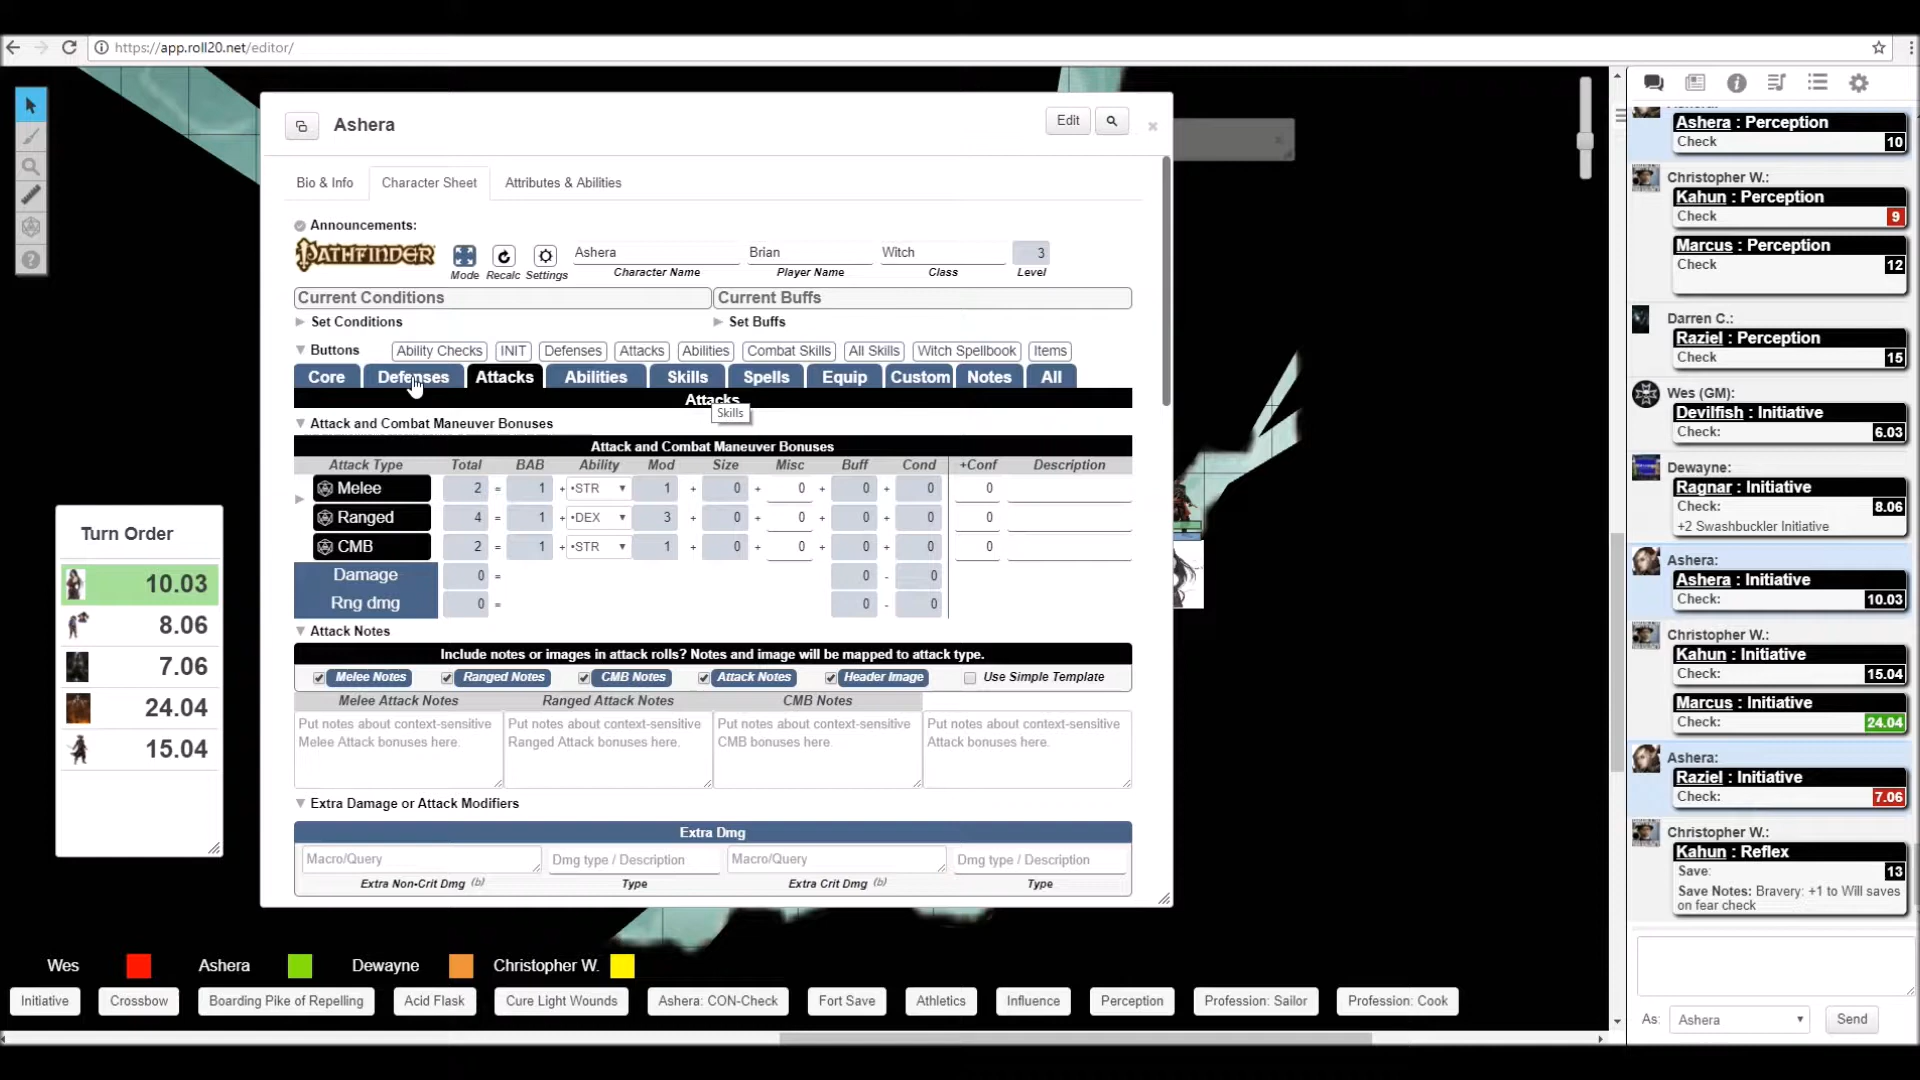 https://app.roll20.net/editor/
Ashera
Edit
Bio & Info
Character Sheet
Attributes & Abilities
Announcements:
PATHFINDER
Mode
Recalc
Settings
Ashera
Character Name
Brian
Player Name
Witch
Class
3
Level
Current Conditions
Current Buffs
Set Conditions
Set Buffs
Buttons
Ability Checks
INIT
Defenses
Attacks
Abilities
Combat Skills
All Skills
Witch Spellbook
Items
Core
Defenses
Attacks
Abilities
Skills
Spells
Equip
Custom
Notes
All
Attacks
Skills
Attack and Combat Maneuver Bonuses
Attack and Combat Maneuver Bonuses
Attack Type Total BAB Ability Mod Size Misc Buff Cond +Conf Description
Melee 2 = 1 + •STR 1 + 0 + 0 + 0 + 0 0
Ranged 4 = 1 + •DEX 3 + 0 + 0 + 0 + 0 0
CMB 2 = 1 + •STR 1 + 0 + 0 + 0 + 0 0
Damage 0 = 0 - 0
Rng dmg 0 = 0 - 0
Attack Notes
Include notes or images in attack rolls? Notes and image will be mapped to attack type.
Melee Notes
Ranged Notes
CMB Notes
Attack Notes
Header Image
Use Simple Template
Melee Attack Notes
Ranged Attack Notes
CMB Notes
Put notes about context-sensitive
Melee Attack bonuses here.
Put notes about context-sensitive
Ranged Attack bonuses here.
Put notes about context-sensitive
CMB bonuses here
Put notes about context-sensitive
Attack bonuses here.
Extra Damage or Attack Modifiers
Extra Dmg
Macro/Query
Dmg type / Description
Macro/Query
Dmg type / Description
Extra Non-Crit Dmg (b)
Type
Extra Crit Dmg (b)
Type
Turn Order
10.03
8.06
7.06
24.04
15.04
Wes
Ashera
Dewayne
Christopher W.
Initiative
Crossbow
Boarding Pike of Repelling
Acid Flask
Cure Light Wounds
Ashera: CON-Check
Fort Save
Athletics
Influence
Perception
Profession: Sailor
Profession: Cook
Ashera : Perception
Check 10
Christopher W.:
Kahun : Perception
Check 9
Marcus : Perception
Check 12
Darren C.:
Raziel : Perception
Check 15
Wes (GM):
Devilfish : Initiative
Check: 6.03
Dewayne:
Ragnar : Initiative
Check: 8.06
+2 Swashbuckler Initiative
Ashera:
Ashera : Initiative
Check: 10.03
Christopher W.:
Kahun : Initiative
Check: 15.04
Marcus : Initiative
Check: 24.04
Ashera:
Raziel : Initiative
Check: 7.06
Christopher W.:
Kahun : Reflex
Save: 13
Save Notes: Bravery: +1 to Will saves
on fear check
As: Ashera
Send